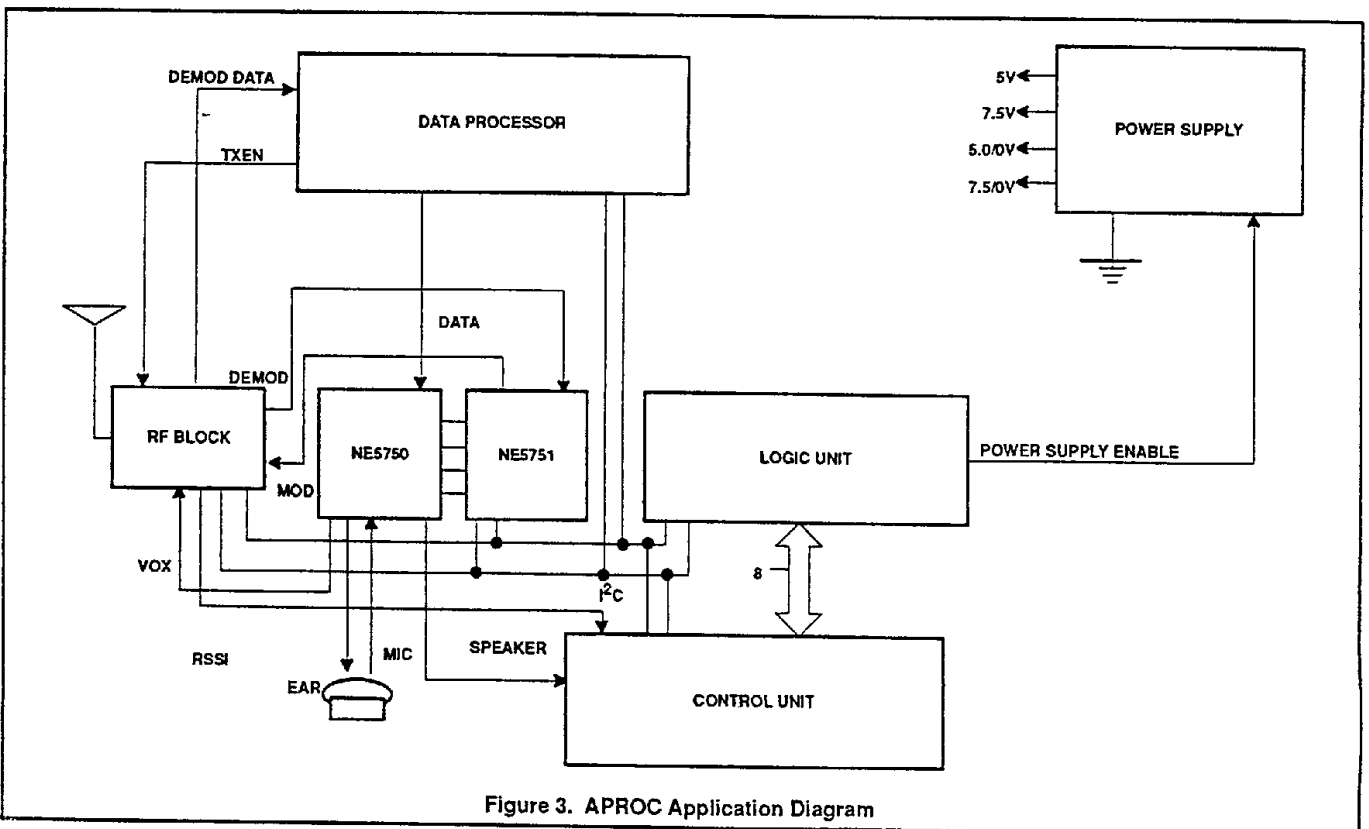 DEMOD DATA
DATA PROCESSOR
TXEN
5V
7.5V
5.0/0V
7.5/0V
POWER SUPPLY
DATA
DEMOD
RF BLOCK
MOD
NE5750
NE5751
LOGIC UNIT
POWER SUPPLY ENABLE
VOX
I²C
8
RSSI
EAR
MIC
SPEAKER
CONTROL UNIT
Figure 3. APROC Application Diagram